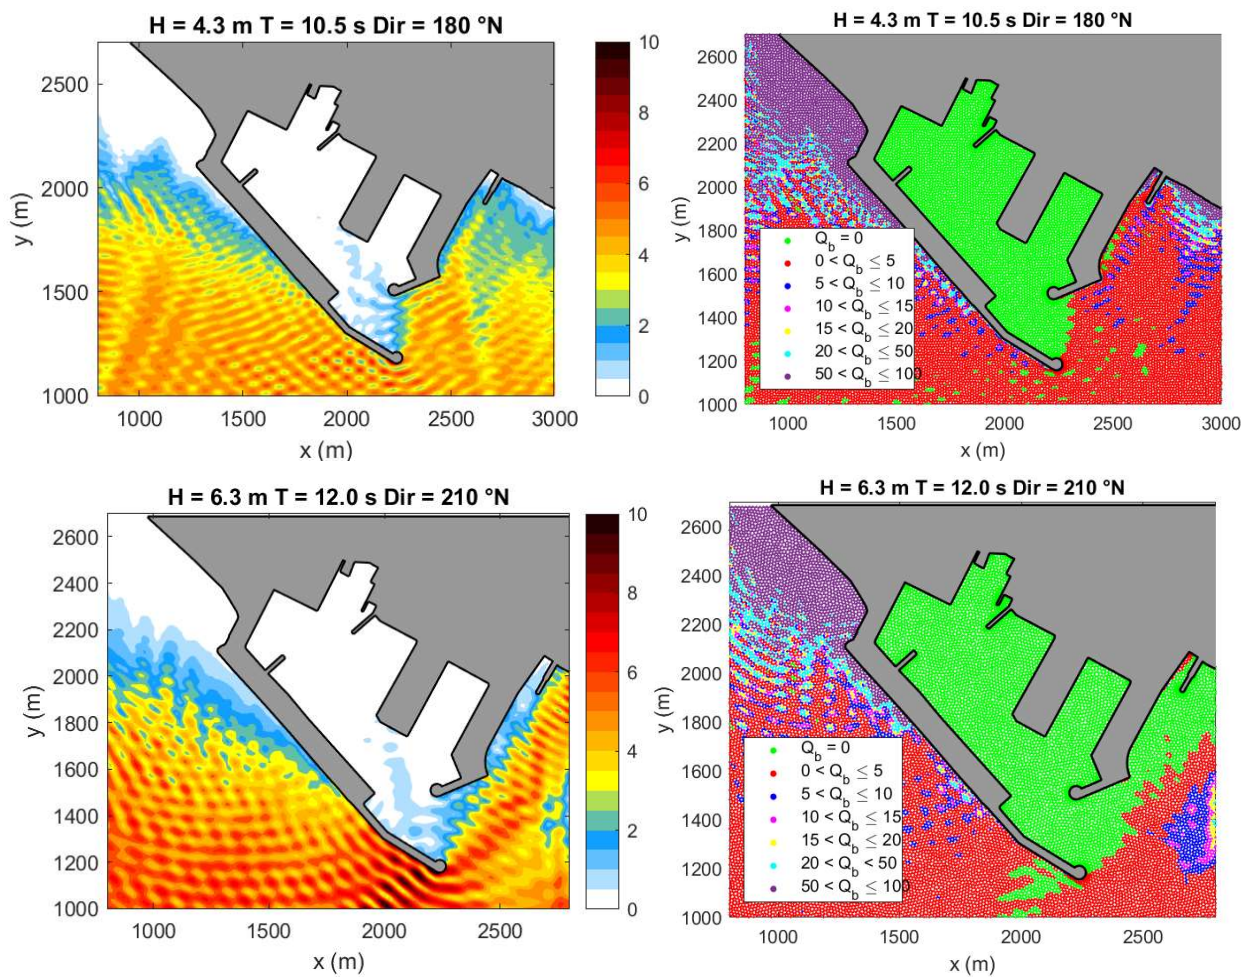 H = 4.3 m T = 10.5 s Dir = 180 °N
10
8
6
4
2
0
2500
2000
1500
1000
y (m)
1000 1500 2000 2500 3000
x (m)
H = 4.3 m T = 10.5 s Dir = 180 °N
2600
2400
2200
2000
1800
1600
1400
1200
1000
y (m)
Q_b = 0
0 < Q_b ≤ 5
5 < Q_b ≤ 10
10 < Q_b ≤ 15
15 < Q_b ≤ 20
20 < Q_b ≤ 50
50 < Q_b ≤ 100
1000 1500 2000 2500 3000
x (m)
H = 6.3 m T = 12.0 s Dir = 210 °N
10
8
6
4
2
0
2600
2400
2200
2000
1800
1600
1400
1200
1000
y (m)
1000 1500 2000 2500
x (m)
H = 6.3 m T = 12.0 s Dir = 210 °N
2600
2400
2200
2000
1800
1600
1400
1200
1000
y (m)
Q_b = 0
0 < Q_b ≤ 5
5 < Q_b ≤ 10
10 < Q_b ≤ 15
15 < Q_b ≤ 20
20 < Q_b < 50
50 < Q_b ≤ 100
1000 1500 2000 2500
x (m)